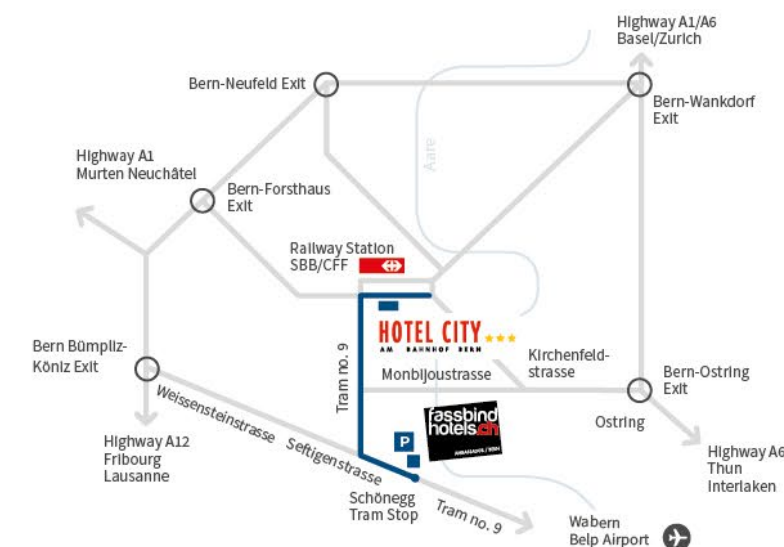 Highway A1/A6
Basel/Zurich
Bern-Neufeld Exit
Bern-Wankdorf
Exit
Aare
Highway A1
Murten Neuchâtel
Bern-Forsthaus
Exit
Railway Station
SBB/CFF
HOTEL CITY
AM BAHNHOF BERN
Bern Bümpliz-
Köniz Exit
Tram no. 9
Kirchenfeld-
strasse
Monbijoustrasse
Bern-Ostring
Exit
Weissensteinstrasse
fassbind
hotels.ch
AMBASSADOR / BERN
Ostring
P
Seftigenstrasse
Highway A12
Fribourg
Lausanne
Highway A6
Thun
Interlaken
Schönegg
Tram Stop
Tram no. 9
Wabern
Belp Airport